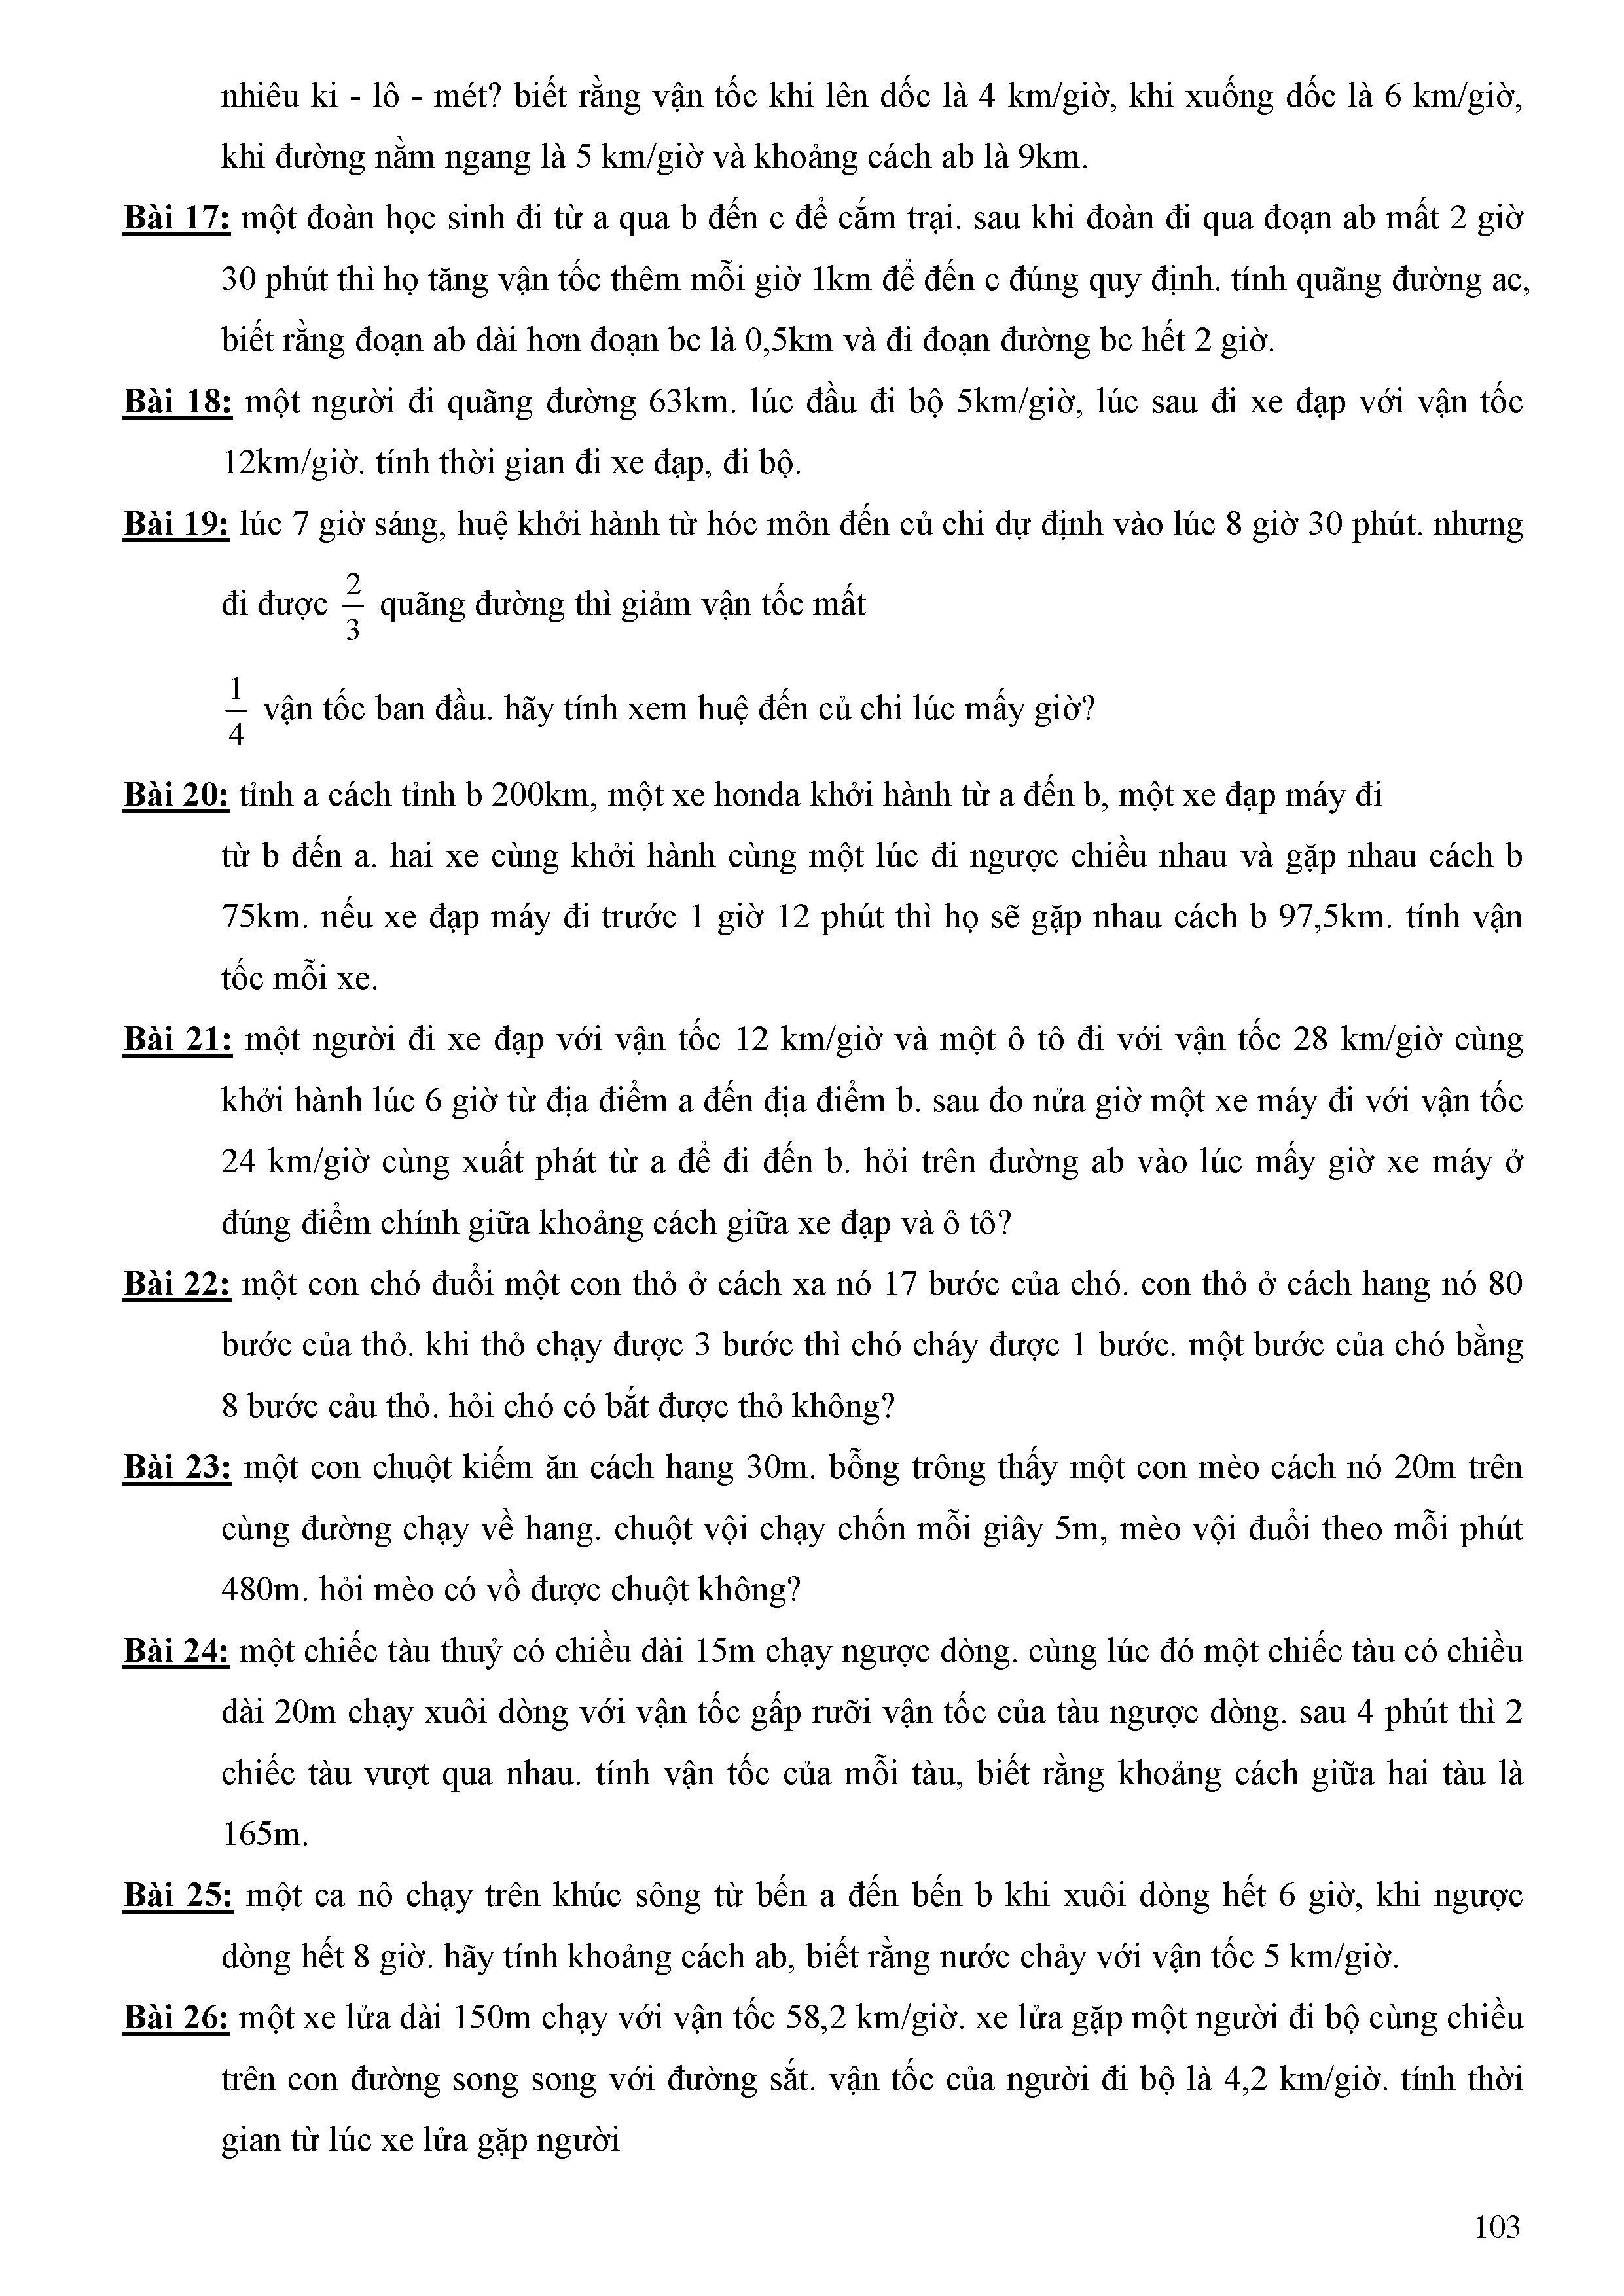 nhiêu ki - lô - mét? biết rằng vận tốc khi lên dốc là 4 km/giờ, khi xuống dốc là 6 km/giờ,
khi đường nằm ngang là 5 km/giờ và khoảng cách ab là 9km.
Bài 17: một đoàn học sinh đi từ a qua b đến c để cắm trại. sau khi đoàn đi qua đoạn ab mất 2 giờ
30 phút thì họ tăng vận tốc thêm mỗi giờ 1km để đến c đúng quy định. tính quãng đường ac,
biết rằng đoạn ab dài hơn đoạn bc là 0,5km và đi đoạn đường bc hết 2 giờ.
Bài 18: một người đi quãng đường 63km. lúc đầu đi bộ 5km/giờ, lúc sau đi xe đạp với vận tốc
12km/giờ. tính thời gian đi xe đạp, đi bộ.
Bài 19: lúc 7 giờ sáng, huệ khởi hành từ hóc môn đến củ chi dự định vào lúc 8 giờ 30 phút. nhưng
đi được 2/3 quãng đường thì giảm vận tốc mất
1/4 vận tốc ban đầu. hãy tính xem huệ đến củ chi lúc mấy giờ?
Bài 20: tỉnh a cách tỉnh b 200km, một xe honda khởi hành từ a đến b, một xe đạp máy đi
từ b đến a. hai xe cùng khởi hành cùng một lúc đi ngược chiều nhau và gặp nhau cách b
75km. nếu xe đạp máy đi trước 1 giờ 12 phút thì họ sẽ gặp nhau cách b 97,5km. tính vận
tốc mỗi xe.
Bài 21: một người đi xe đạp với vận tốc 12 km/giờ và một ô tô đi với vận tốc 28 km/giờ cùng
khởi hành lúc 6 giờ từ địa điểm a đến địa điểm b. sau đo nửa giờ một xe máy đi với vận tốc
24 km/giờ cùng xuất phát từ a để đi đến b. hỏi trên đường ab vào lúc mấy giờ xe máy ở
đúng điểm chính giữa khoảng cách giữa xe đạp và ô tô?
Bài 22: một con chó đuổi một con thỏ ở cách xa nó 17 bước của chó. con thỏ ở cách hang nó 80
bước của thỏ. khi thỏ chạy được 3 bước thì chó cháy được 1 bước. một bước của chó bằng
8 bước cảu thỏ. hỏi chó có bắt được thỏ không?
Bài 23: một con chuột kiếm ăn cách hang 30m. bỗng trông thấy một con mèo cách nó 20m trên
cùng đường chạy về hang. chuột vội chạy chốn mỗi giây 5m, mèo vội đuổi theo mỗi phút
480m. hỏi mèo có vồ được chuột không?
Bài 24: một chiếc tàu thuỷ có chiều dài 15m chạy ngược dòng. cùng lúc đó một chiếc tàu có chiều
dài 20m chạy xuôi dòng với vận tốc gấp rưỡi vận tốc của tàu ngược dòng. sau 4 phút thì 2
chiếc tàu vượt qua nhau. tính vận tốc của mỗi tàu, biết rằng khoảng cách giữa hai tàu là
165m.
Bài 25: một ca nô chạy trên khúc sông từ bến a đến bến b khi xuôi dòng hết 6 giờ, khi ngược
dòng hết 8 giờ. hãy tính khoảng cách ab, biết rằng nước chảy với vận tốc 5 km/giờ.
Bài 26: một xe lửa dài 150m chạy với vận tốc 58,2 km/giờ. xe lửa gặp một người đi bộ cùng chiều
trên con đường song song với đường sắt. vận tốc của người đi bộ là 4,2 km/giờ. tính thời
gian từ lúc xe lửa gặp người
103